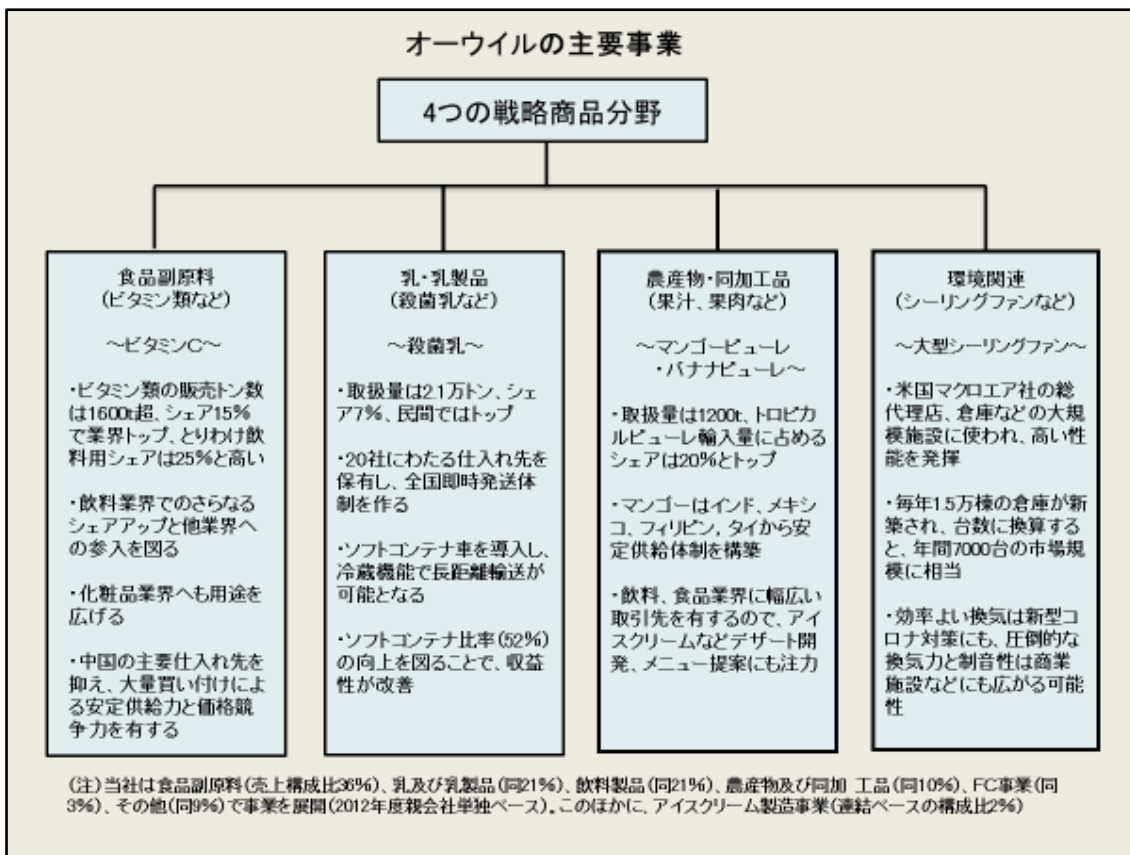 オーウイルの主要事業
4つの戦略商品分野
食品副原料
(ビタミン類など)
～ビタミンC～
・ビタミン類の販売トン数
は1600t超、シェア15%
で業界トップ、とりわけ飲
料用シェアは25%と高い
・飲料業界でのさらなる
シェアアップと他業界へ
の参入を図る
・化粧品業界へも用途を
広げる
・中国の主要仕入れ先を
抑え、大量買い付けによ
る安定供給力と価格競
争力を有する
乳・乳製品
(殺菌乳など)
～殺菌乳～
・取扱量は2.1万トン、シェ
ア7%、民間ではトップ
・20社にわたる仕入れ先を
保有し、全国即時発送体
制を作る
・ソフトコンテナ車を導入し、
冷蔵機能で長距離輸送が
可能となる
・ソフトコンテナ比率(52%)
の向上を図ることで、収益
性が改善
農産物・同加工品
(果汁、果肉など)
～マンゴーピューレ
・バナナピューレ～
・取扱量は1200t、トロピカ
ルピューレ輸入量に占める
シェアは20%とトップ
・マンゴーはインド、メキシ
コ、フィリピン,タイから安
定供給体制を構築
・飲料、食品業界に幅広い
取引先を有するので、アイ
スクリームなどデザート開
発、メニュー提案にも注力
環境関連
(シーリングファンなど)
～大型シーリングファン～
・米国マクロエア社の総
代理店、倉庫などの大規
模施設に使われ、高い性
能を発揮
・毎年1.5万棟の倉庫が新
築され、台数に換算する
と、年間7000台の市場規
模に相当
・効率よい換気は新型コ
ロナ対策にも、圧倒的な
換気力と制音性は商業
施設などにも広がる可能
性
(注)当社は食品副原料(売上構成比36%)、乳及び乳製品(同21%)、飲料製品(同21%)、農産物及び同加 工品(同10%)、FC事業(同
3%)、その他(同9%)で事業を展開(2012年度親会社単独ベース)。このほかに、アイスクリーム製造事業(連結ベースの構成比2%)